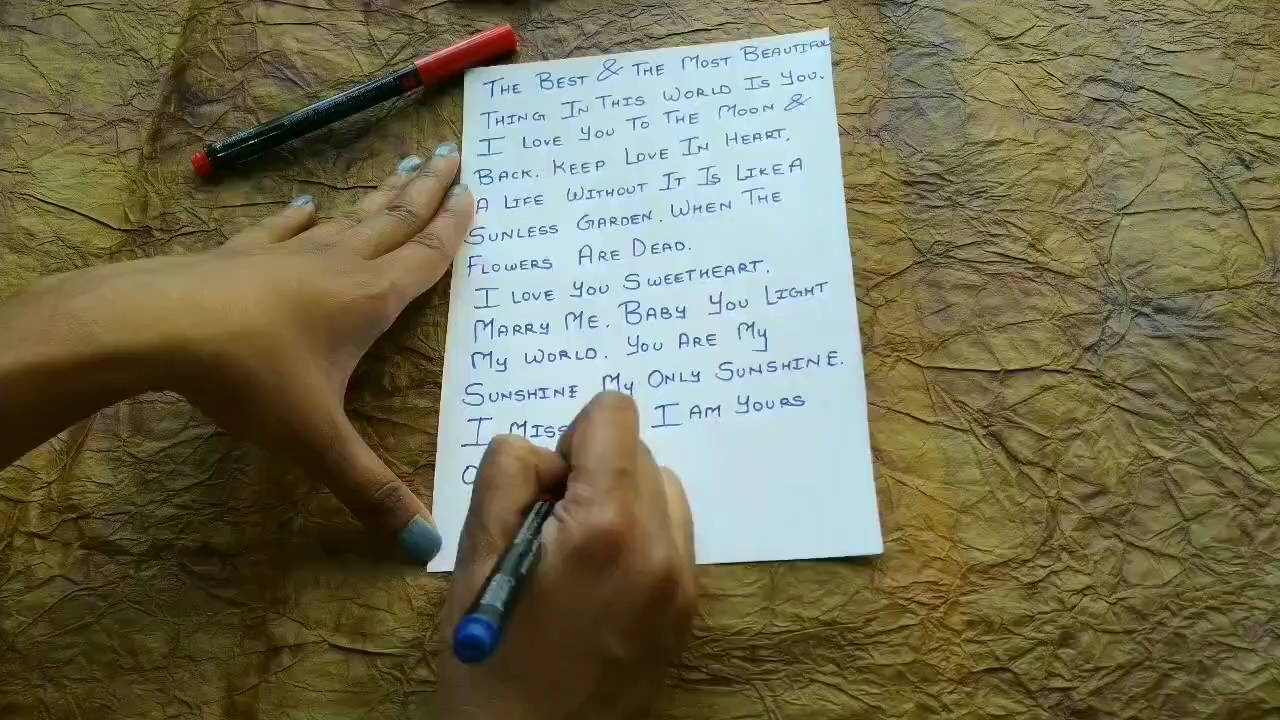 THE BEST & THE MOST BEAUTIFUL
THING IN THIS WORLD IS YOU.
I LOVE YOU TO THE MOON &
BACK. KEEP LOVE IN HEART.
A LIFE WITHOUT IT IS LIKE A
SUNLESS GARDEN. WHEN THE
FLOWERS ARE DEAD.
I LOVE YOU SWEETHEART.
MARRY ME. BABY YOU LIGHT
MY WORLD. YOU ARE MY
SUNSHINE MY ONLY SUNSHINE.
I MISS I AM YOURS